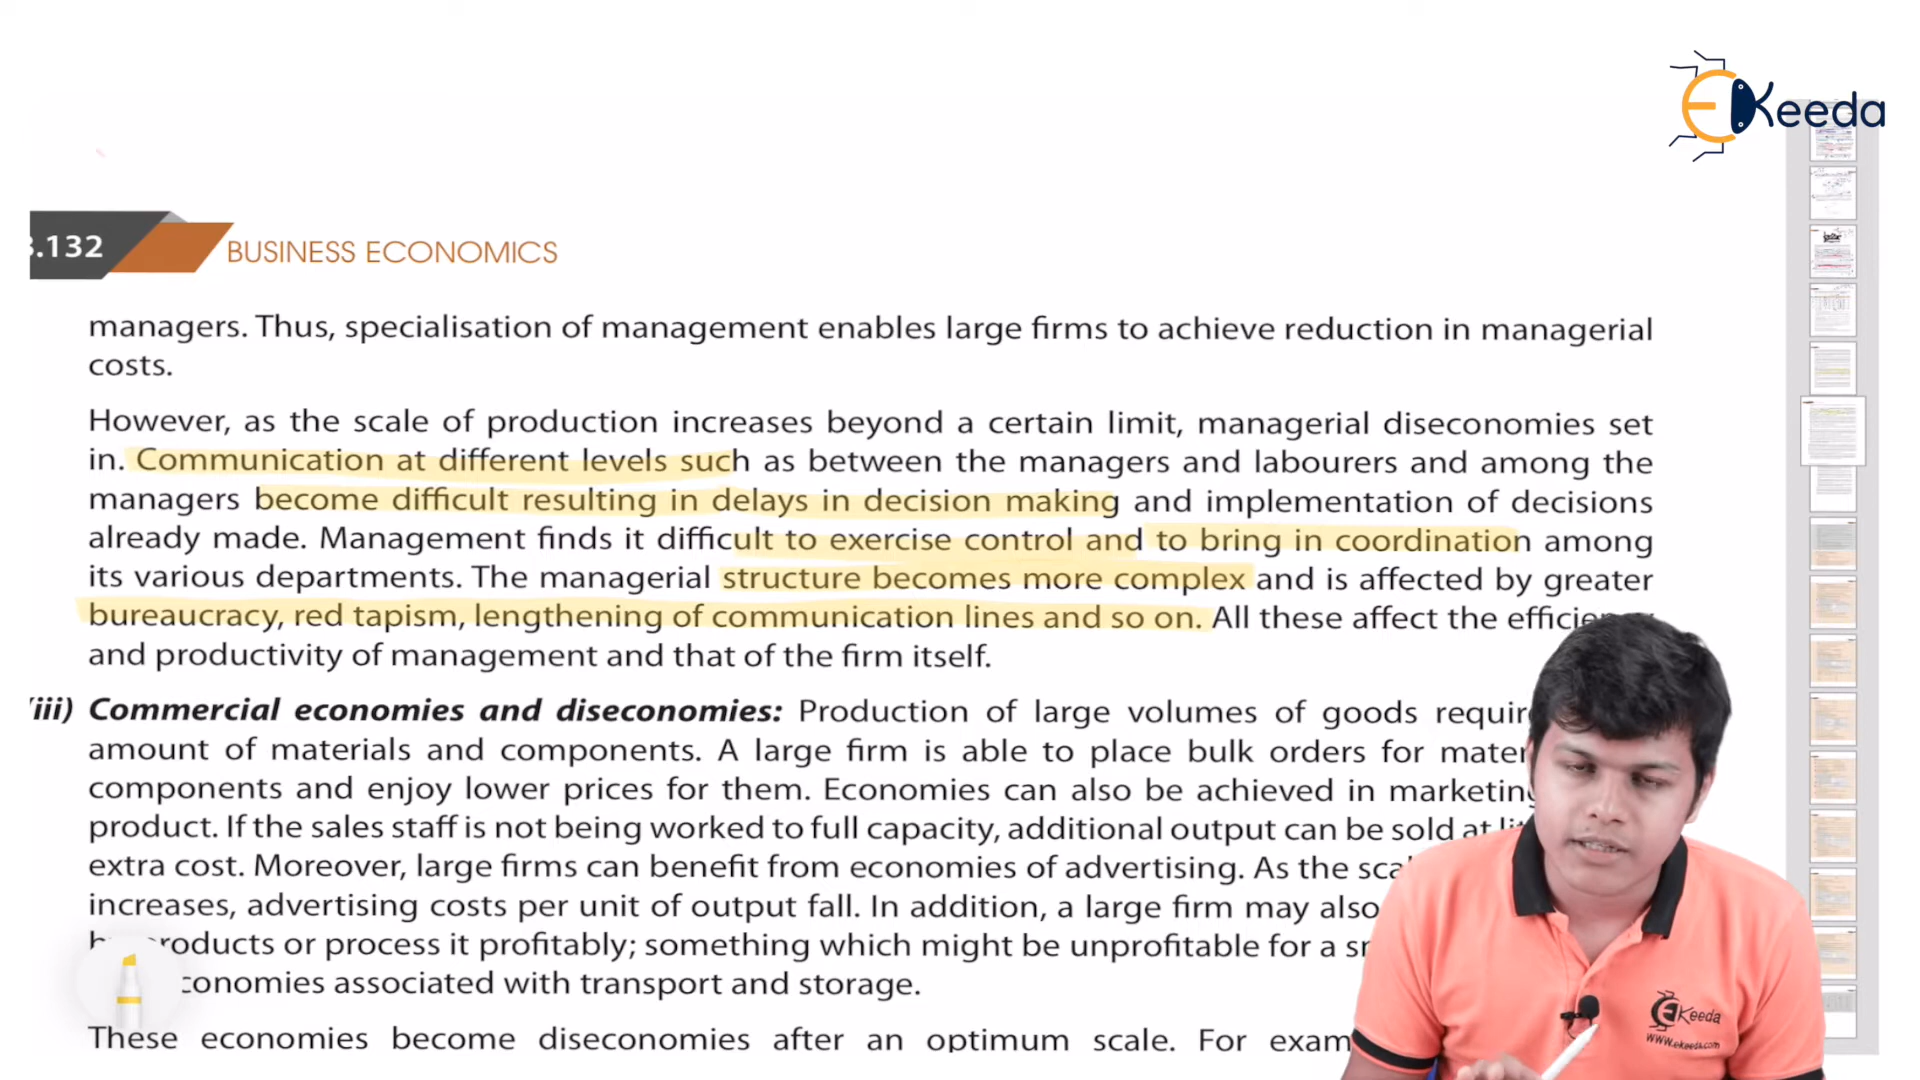 EKeeda
3.132
BUSINESS ECONOMICS
managers. Thus, specialisation of management enables large firms to achieve reduction in managerial
costs.
However, as the scale of production increases beyond a certain limit, managerial diseconomies set
in. Communication at different levels such as between the managers and labourers and among the
managers become difficult resulting in delays in decision making and implementation of decisions
already made. Management finds it difficult to exercise control and to bring in coordination among
its various departments. The managerial structure becomes more complex and is affected by greater
bureaucracy, red tapism, lengthening of communication lines and so on. All these affect the
and productivity of management and that of the firm itself.
(iii) Commercial economies and diseconomies: Production of large volumes of goods
amount of materials and components. A large firm is able to place bulk orders for
components and enjoy lower prices for them. Economies can also be achieved in
product. If the sales staff is not being worked to full capacity, additional output can be sold at
extra cost. Moreover, large firms can benefit from economies of advertising. As the
increases, advertising costs per unit of output fall. In addition, a large firm may also
products or process it profitably; something which might be unprofitable for a
economies associated with transport and storage.
These economies become diseconomies after an optimum scale. For
EKeeda
www.ekeeda.com